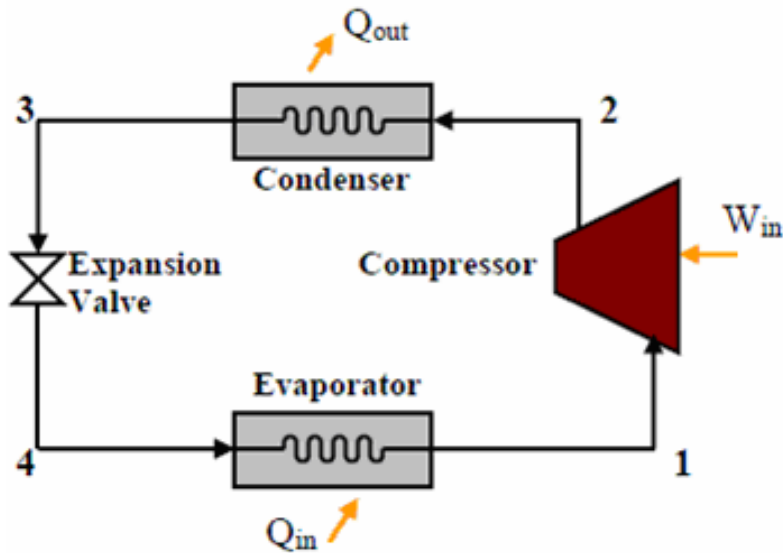 Qout
3
2
Condenser
Win
Expansion
Valve
Compressor
Evaporator
4
1
Qin